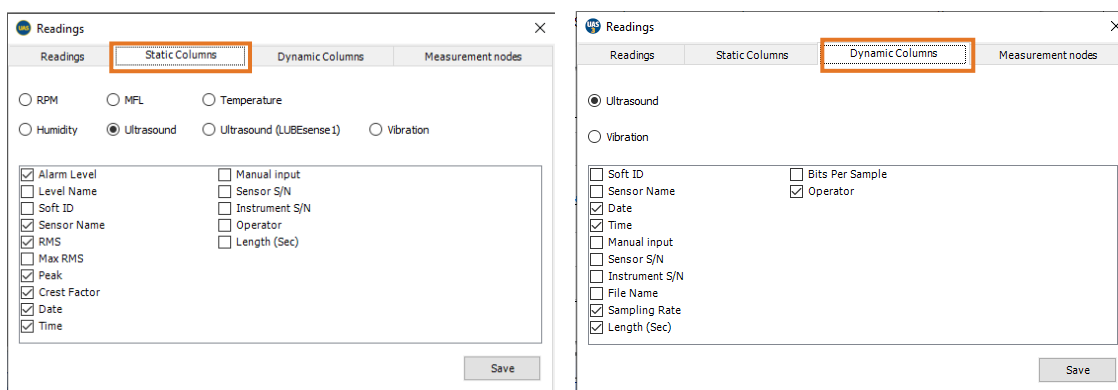 Readings
Readings Static Columns Dynamic Columns Measurement nodes
RPM MFL Temperature
Humidity Ultrasound Ultrasound (LUBEsense1) Vibration
Alarm Level Manual input
Level Name Sensor S/N
Soft ID Instrument S/N
Sensor Name Operator
RMS Length (Sec)
Max RMS
Peak
Crest Factor
Date
Time
Save
UAS
3
Readings
Readings Static Columns Dynamic Columns Measurement nodes
Ultrasound
Vibration
Soft ID Bits Per Sample
Sensor Name Operator
Date
Time
Manual input
Sensor S/N
Instrument S/N
File Name
Sampling Rate
Length (Sec)
Save